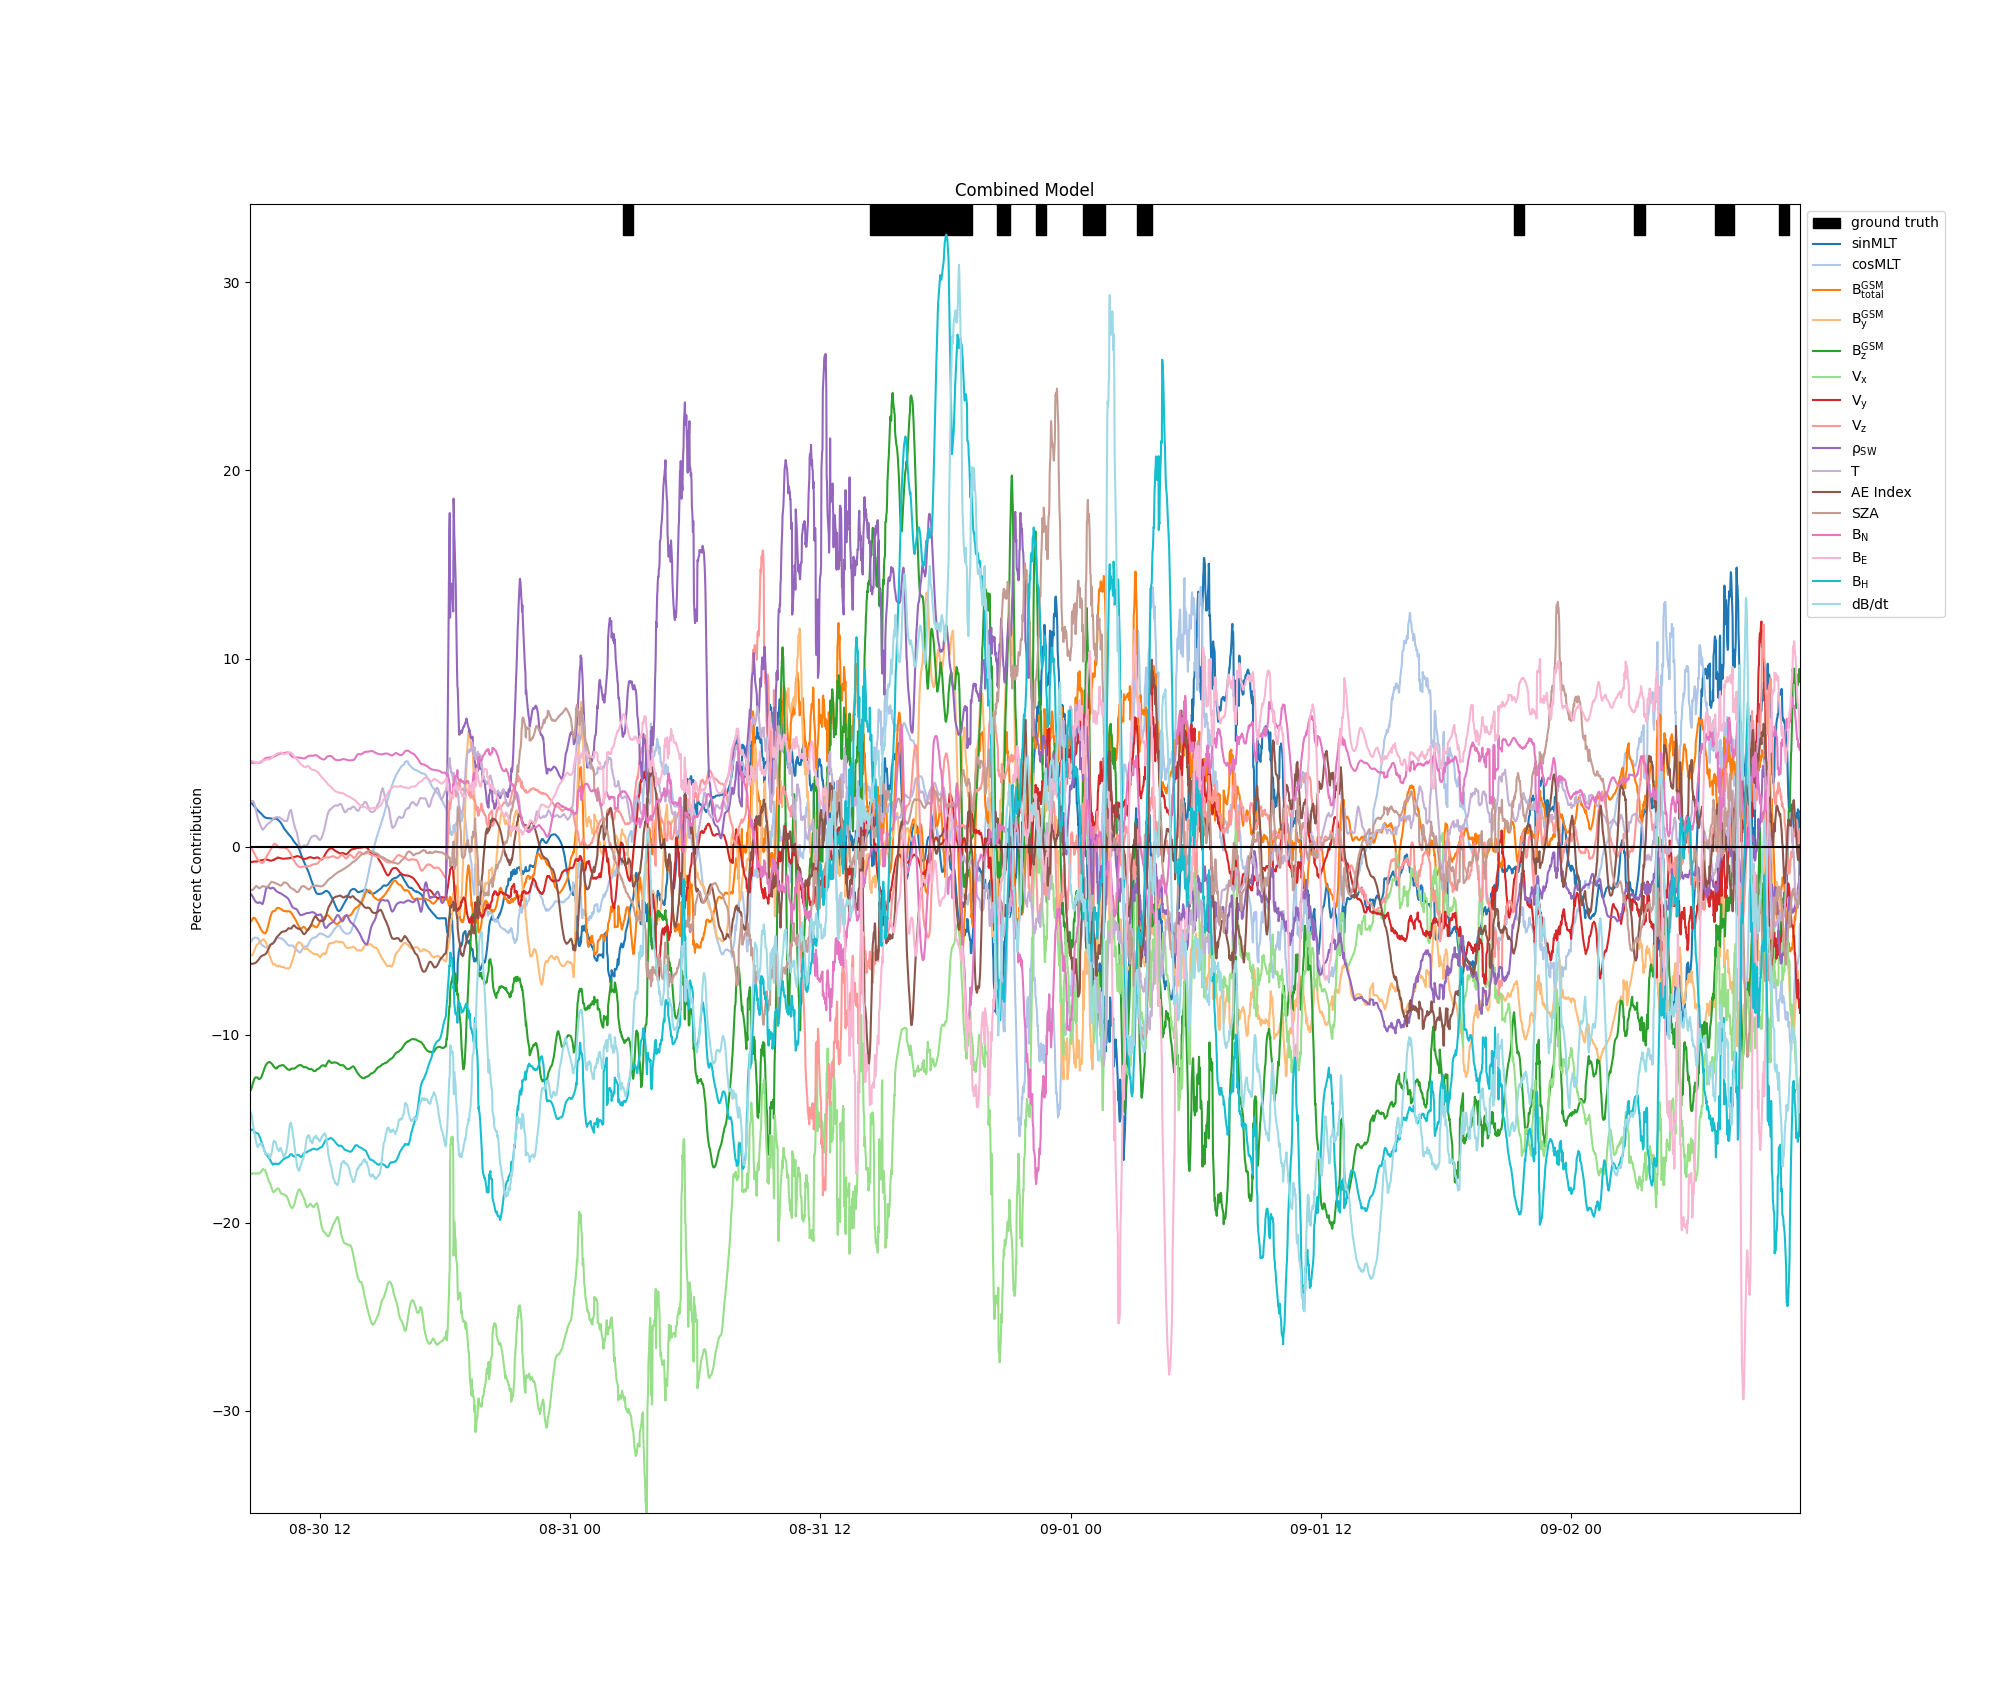 Combined Model
Percent Contribution
30
20
10
0
−10
−20
−30
08-30 12
08-31 00
08-31 12
09-01 00
09-01 12
09-02 00
ground truth
sinMLT
cosMLT
B_total^GSM
B_y^GSM
B_z^GSM
V_x
V_y
V_z
ρ_SW
T
AE Index
SZA
B_N
B_E
B_H
dB/dt